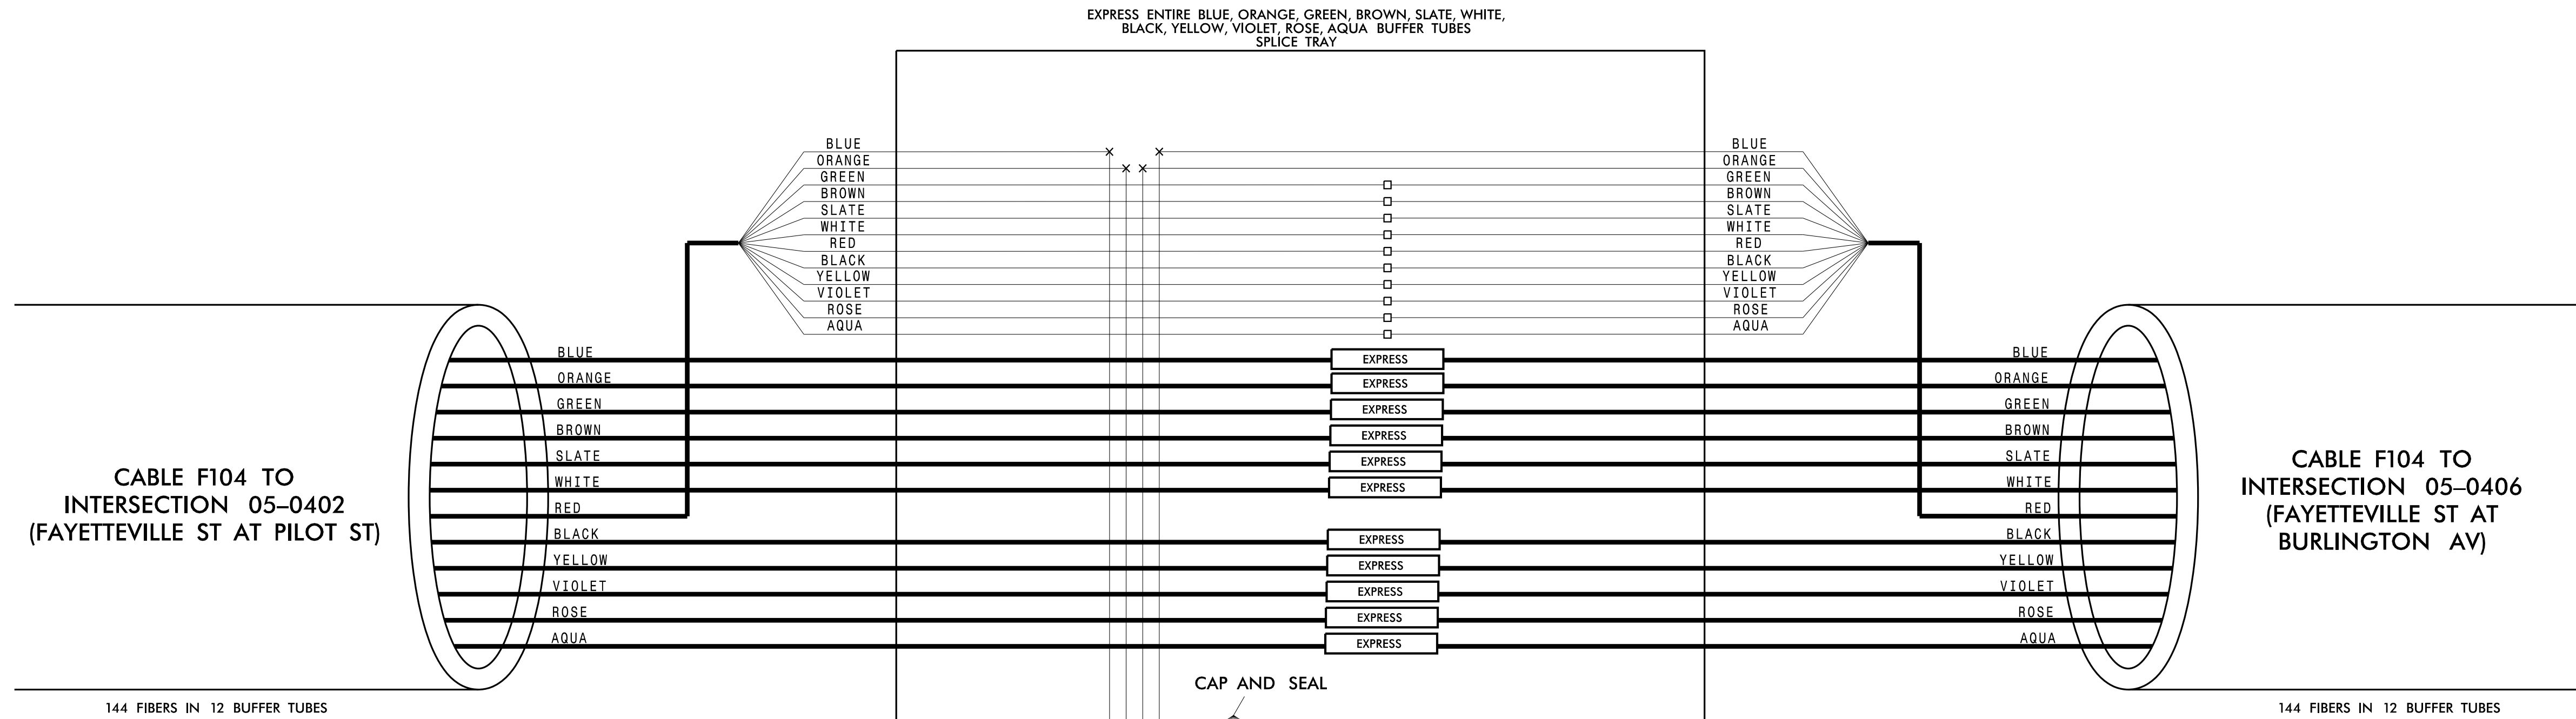 EXPRESS ENTIRE BLUE, ORANGE, GREEN, BROWN, SLATE, WHITE,
BLACK, YELLOW, VIOLET, ROSE, AQUA BUFFER TUBES
SPLICE TRAY
BLUE
ORANGE
GREEN
BROWN
SLATE
WHITE
RED
BLACK
YELLOW
VIOLET
ROSE
AQUA
BLUE
ORANGE
GREEN
BROWN
SLATE
WHITE
RED
BLACK
YELLOW
VIOLET
ROSE
AQUA
CABLE F104 TO
INTERSECTION 05–0402
(FAYETTEVILLE ST AT PILOT ST)
BLUE
ORANGE
GREEN
BROWN
SLATE
WHITE
RED
BLACK
YELLOW
VIOLET
ROSE
AQUA
EXPRESS
EXPRESS
EXPRESS
EXPRESS
EXPRESS
EXPRESS
EXPRESS
EXPRESS
EXPRESS
EXPRESS
EXPRESS
BLUE
ORANGE
GREEN
BROWN
SLATE
WHITE
RED
BLACK
YELLOW
VIOLET
ROSE
AQUA
CABLE F104 TO
INTERSECTION 05–0406
(FAYETTEVILLE ST AT
BURLINGTON AV)
CAP AND SEAL
144 FIBERS IN 12 BUFFER TUBES
144 FIBERS IN 12 BUFFER TUBES